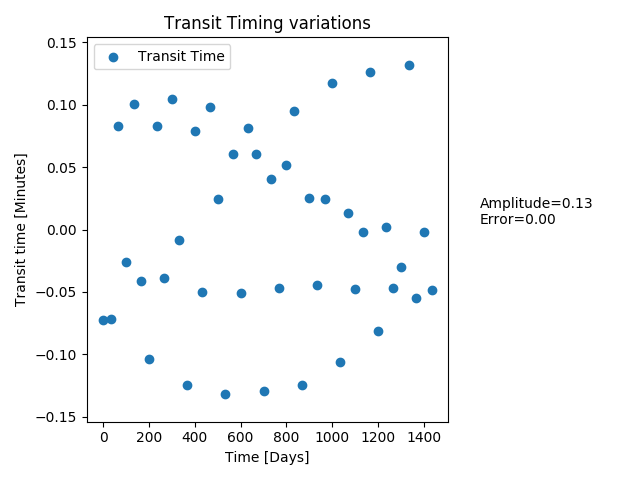 Transit Timing variations
Transit Time
Transit time [Minutes]
0.15
0.10
0.05
0.00
−0.05
−0.10
−0.15
0 200 400 600 800 1000 1200 1400
Time [Days]
Amplitude=0.13
Error=0.00